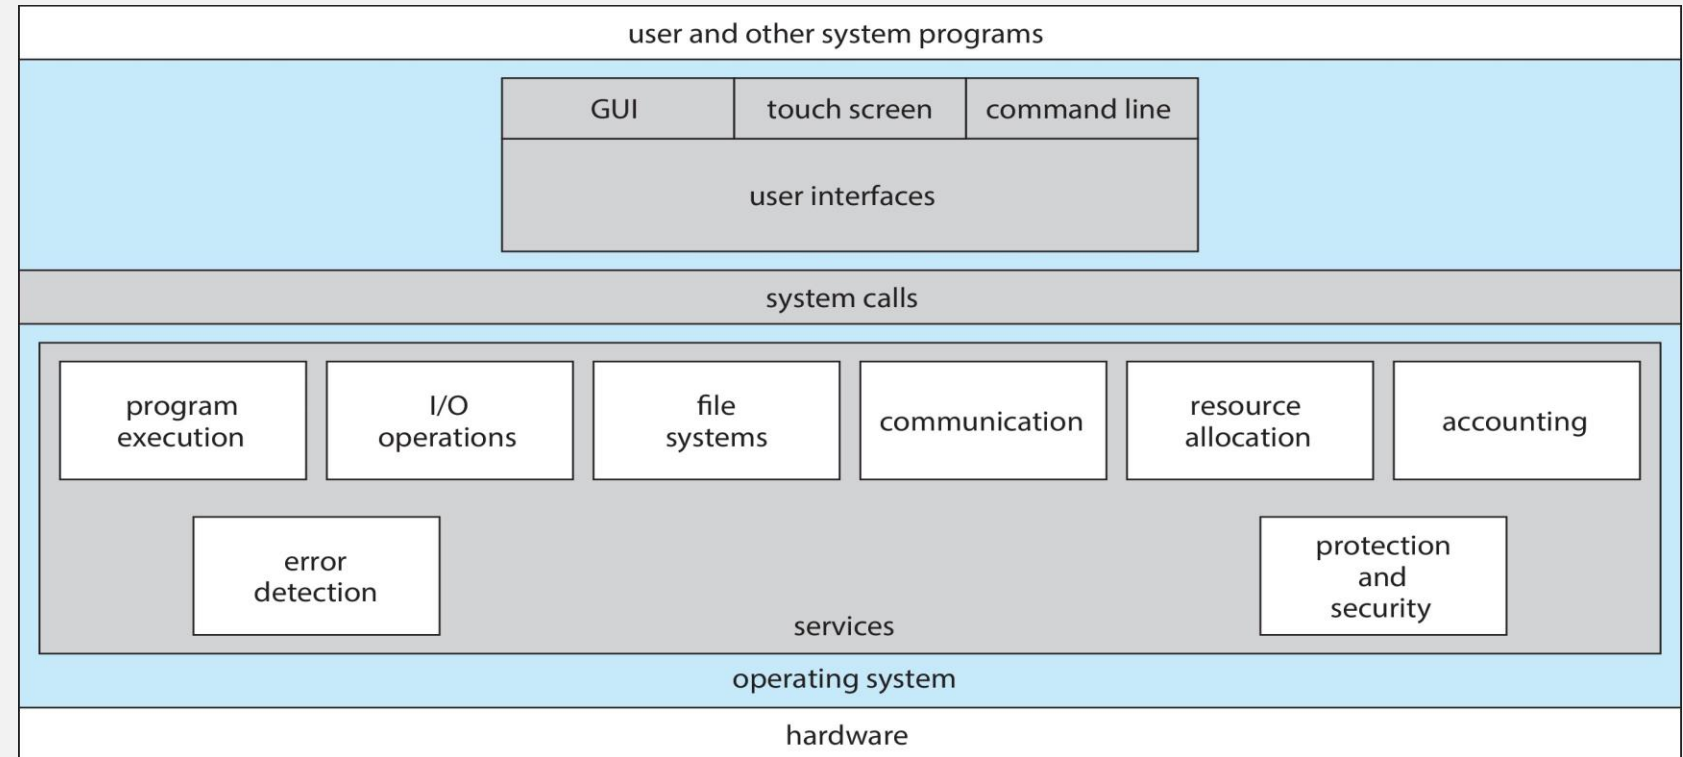 user and other system programs
GUI
touch screen
command line
user interfaces
system calls
program
execution
I/O
operations
file
systems
communication
resource
allocation
accounting
error
detection
protection
and
security
services
operating system
hardware